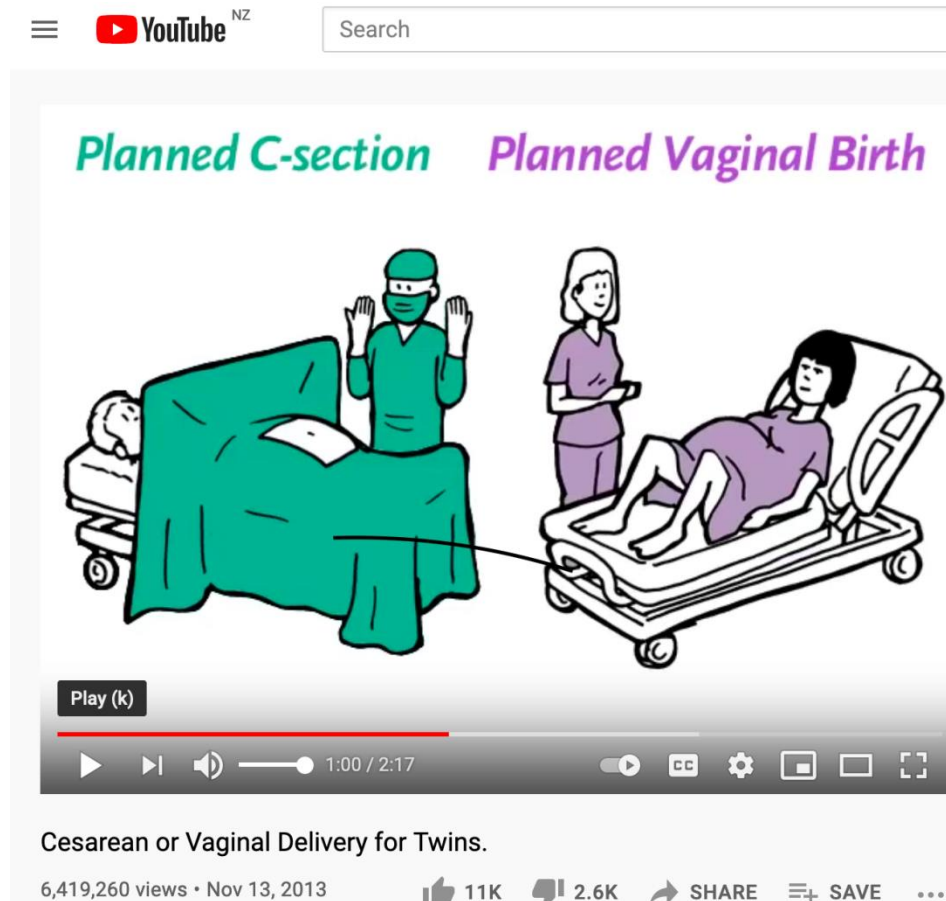 YouTube NZ
Search
Planned C-section Planned Vaginal Birth
Play (k)
1:00 / 2:17
CC
Cesarean or Vaginal Delivery for Twins.
6,419,260 views • Nov 13, 2013 11K 2.6K SHARE SAVE